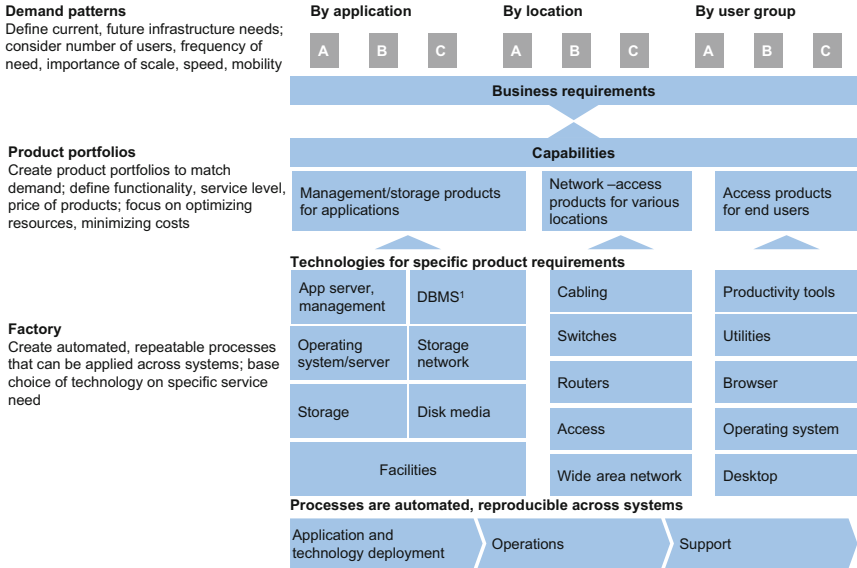 Demand patterns
Define current, future infrastructure needs;
consider number of users, frequency of
need, importance of scale, speed, mobility
By application
By location
By user group
A
B
C
A
B
C
A
B
C
Business requirements
Product portfolios
Create product portfolios to match
demand; define functionality, service level,
price of products; focus on optimizing
resources, minimizing costs
Capabilities
Management/storage products
for applications
Network –access
products for various
locations
Access products
for end users
Technologies for specific product requirements
Factory
Create automated, repeatable processes
that can be applied across systems; base
choice of technology on specific service
need
App server,
management
DBMS¹
Operating
system/server
Storage
network
Storage
Disk media
Facilities
Cabling
Switches
Routers
Access
Wide area network
Productivity tools
Utilities
Browser
Operating system
Desktop
Processes are automated, reproducible across systems
Application and
technology deployment
Operations
Support